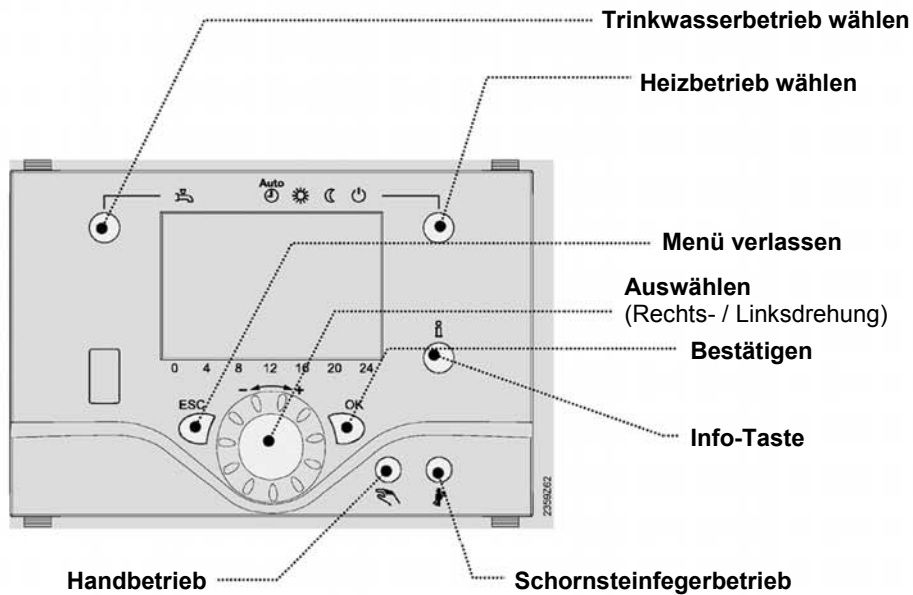 Trinkwasserbetrieb wählen
Heizbetrieb wählen
Auto
Menü verlassen
Auswählen
(Rechts- / Linksdrehung)
Bestätigen
0 4 8 12 16 20 24
- +
ESC
OK
Info-Taste
2359Z62
Handbetrieb
Schornsteinfegerbetrieb